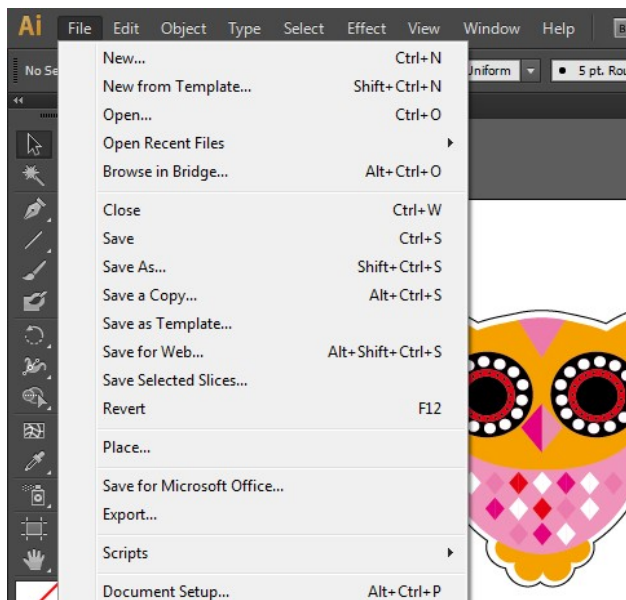 Ai File Edit Object Type Select Effect View Window Help
No Se
Uniform 5 pt. Rou
New... Ctrl+N
New from Template... Shift+Ctrl+N
Open... Ctrl+O
Open Recent Files
Browse in Bridge... Alt+Ctrl+O
Close Ctrl+W
Save Ctrl+S
Save As... Shift+Ctrl+S
Save a Copy... Alt+Ctrl+S
Save as Template...
Save for Web... Alt+Shift+Ctrl+S
Save Selected Slices...
Revert F12
Place...
Save for Microsoft Office...
Export...
Scripts
Document Setup... Alt+Ctrl+P